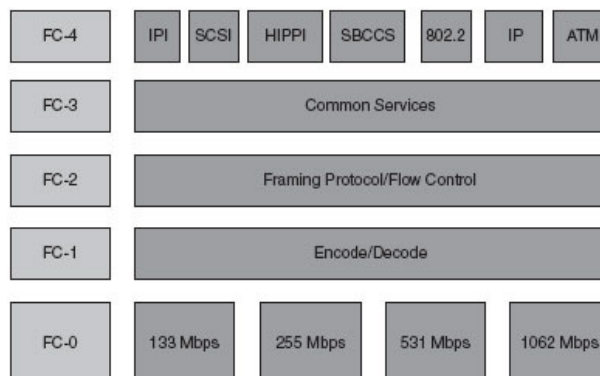 FC-4 IPI SCSI HIPPI SBCCS 802.2 IP ATM
FC-3 Common Services
FC-2 Framing Protocol/Flow Control
FC-1 Encode/Decode
FC-0 133 Mbps 255 Mbps 531 Mbps 1062 Mbps